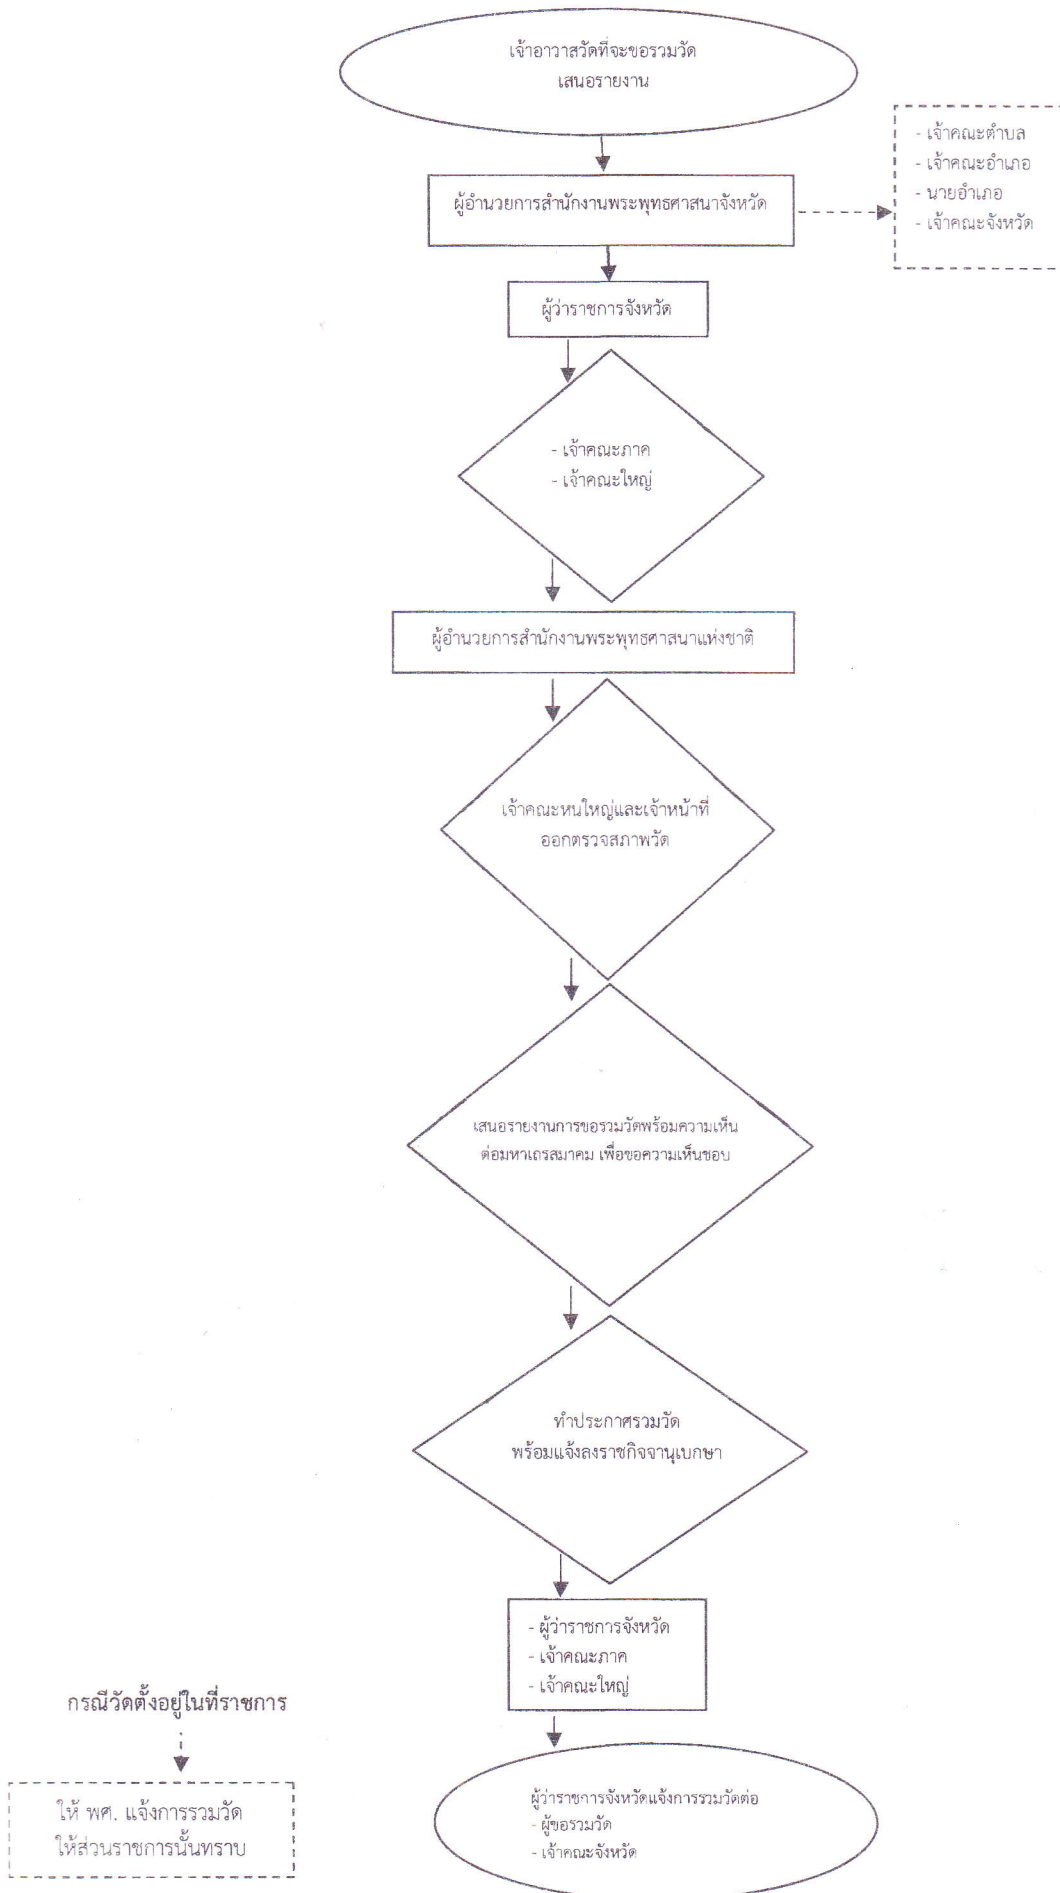 เจ้าอาวาสวัดที่จะขอรวมวัด
เสนอรายงาน
ผู้อำนวยการสำนักงานพระพุทธศาสนาจังหวัด
- เจ้าคณะตำบล
- เจ้าคณะอำเภอ
- นายอำเภอ
- เจ้าคณะจังหวัด
ผู้ว่าราชการจังหวัด
- เจ้าคณะภาค
- เจ้าคณะใหญ่
ผู้อำนวยการสำนักงานพระพุทธศาสนาแห่งชาติ
เจ้าคณะหนใหญ่และเจ้าหน้าที่
ออกตรวจสภาพวัด
เสนอรายงานการขอรวมวัดพร้อมความเห็น
ต่อมหาเถรสมาคม เพื่อขอความเห็นชอบ
ทำประกาศรวมวัด
พร้อมแจ้งลงราชกิจจานุเบกษา
- ผู้ว่าราชการจังหวัด
- เจ้าคณะภาค
- เจ้าคณะใหญ่
กรณีวัดตั้งอยู่ในที่ราชการ
ให้ พศ. แจ้งการรวมวัด
ให้ส่วนราชการนั้นทราบ
ผู้ว่าราชการจังหวัดแจ้งการรวมวัดต่อ
- ผู้ขอรวมวัด
- เจ้าคณะจังหวัด